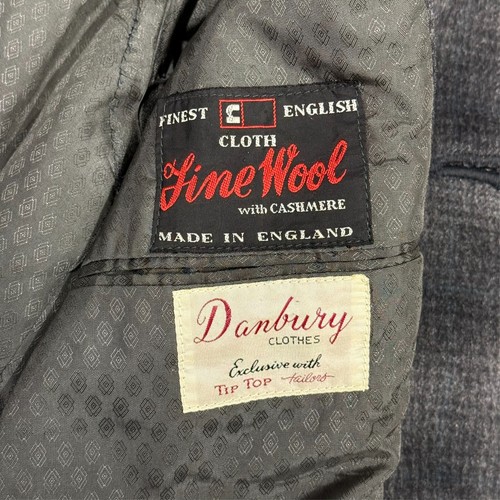 FINEST ENGLISH
CLOTH
a Fine Wool
with CASHMERE
MADE IN ENGLAND
Danbury
CLOTHES
Exclusive with
TIP TOP tailors